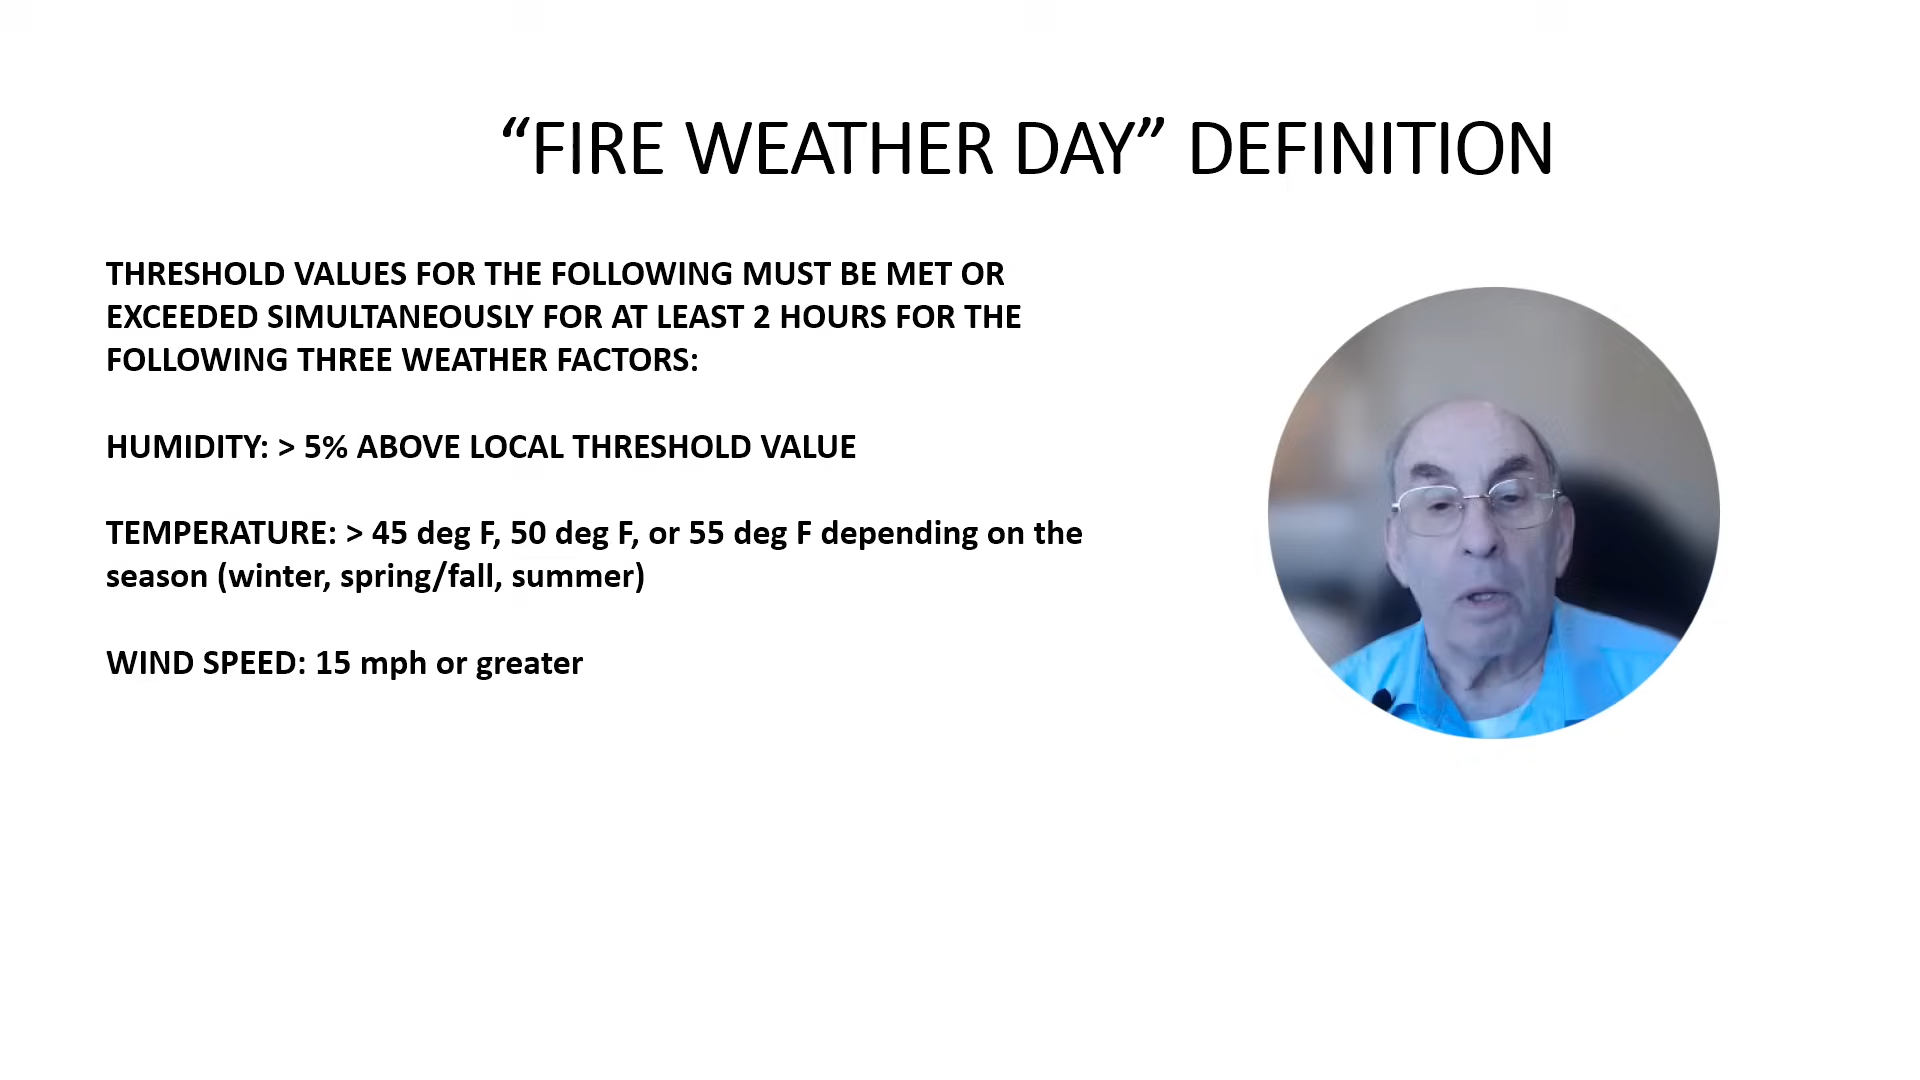 “FIRE WEATHER DAY” DEFINITION
THRESHOLD VALUES FOR THE FOLLOWING MUST BE MET OR
EXCEEDED SIMULTANEOUSLY FOR AT LEAST 2 HOURS FOR THE
FOLLOWING THREE WEATHER FACTORS:
HUMIDITY: > 5% ABOVE LOCAL THRESHOLD VALUE
TEMPERATURE: > 45 deg F, 50 deg F, or 55 deg F depending on the
season (winter, spring/fall, summer)
WIND SPEED: 15 mph or greater